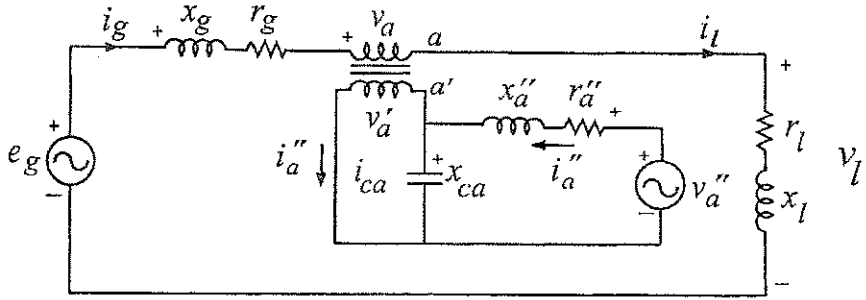 i_g + x_g r_g + v_a a i_l +
a'
v_a' x_a'' r_a'' +
+ e_g − i_a'' i_ca + x_ca i_a'' + v_a'' − r_l x_l v_l
−